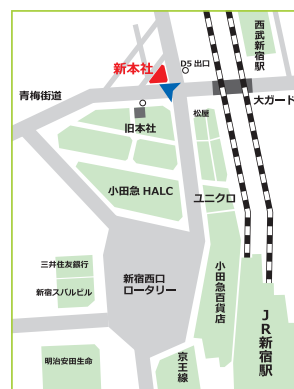 西武新宿駅
新本社
D5 出口
青梅街道
大ガード
旧本社
松屋
小田急 HALC
ユニクロ
三井住友銀行
新宿スバルビル
新宿西口
ロータリー
小田急百貨店
JR新宿駅
明治安田生命
京王線